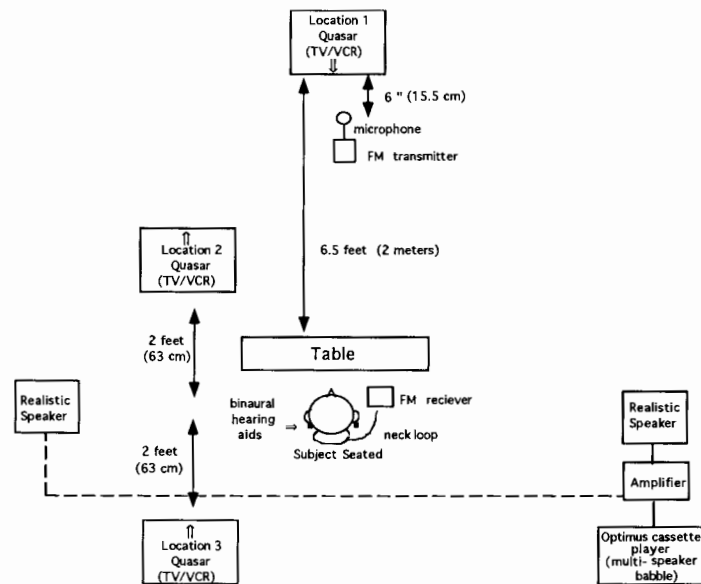 Location 1
Quasar
(TV/VCR)
⇓
6 " (15.5 cm)
microphone
FM transmitter
6.5 feet (2 meters)
⇑
Location 2
Quasar
(TV/VCR)
2 feet
(63 cm)
Table
Realistic
Speaker
binaural
hearing
aids ⇒
FM reciever
neck loop
Subject Seated
Realistic
Speaker
2 feet
(63 cm)
Amplifier
⇑
Location 3
Quasar
(TV/VCR)
Optimus cassette
player
(multi- speaker
babble)